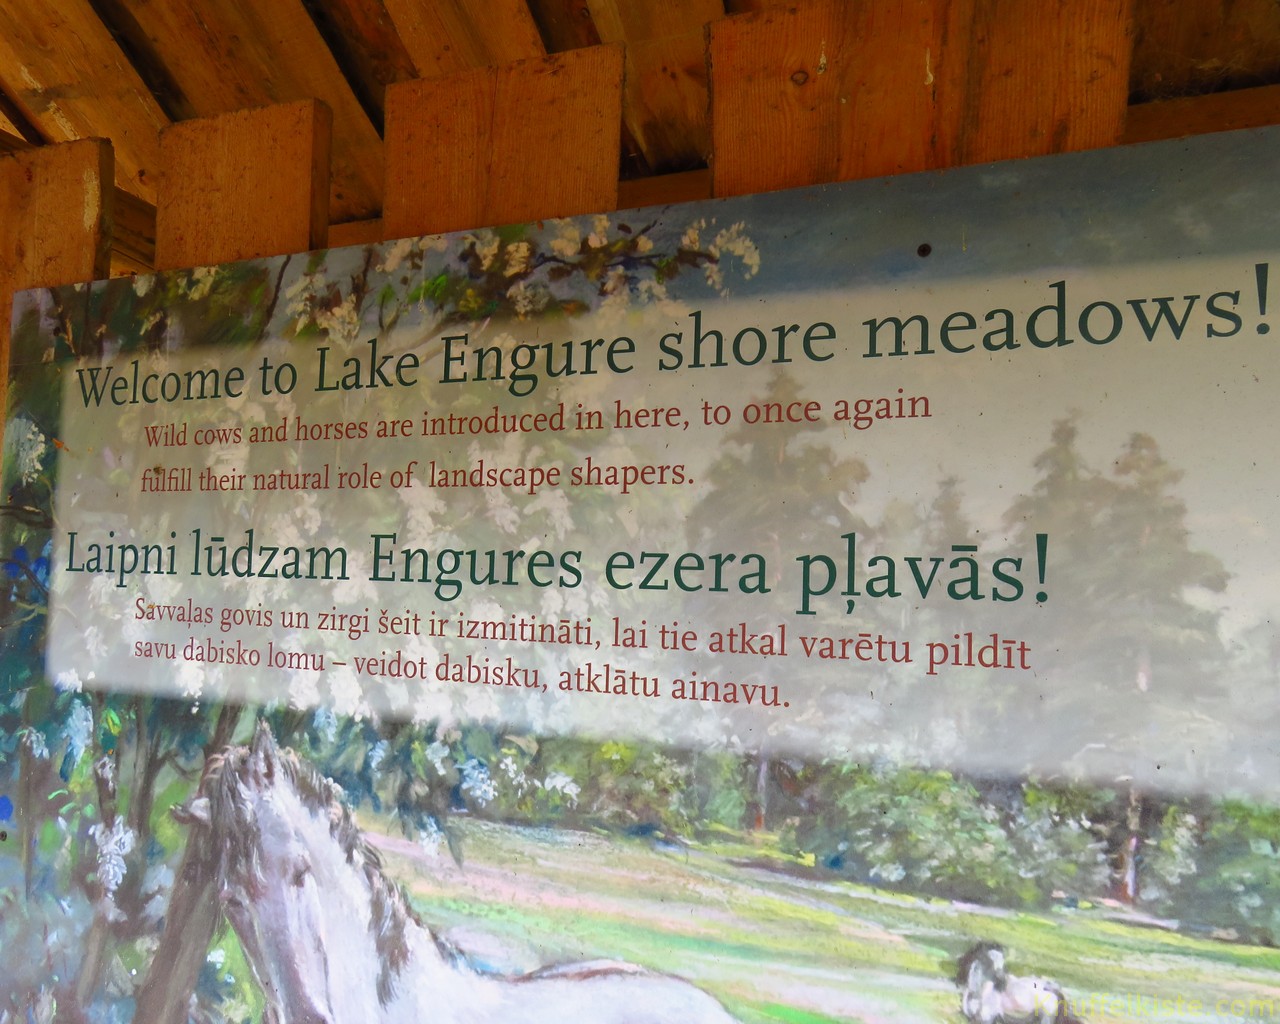 Welcome to Lake Engure shore meadows!
Wild cows and horses are introduced in here, to once again
fulfill their natural role of landscape shapers.
Laipni lūdzam Engures ezera pļavās!
Savvaļas govis un zirgi šeit ir izmitināti, lai tie atkal varētu pildīt
savu dabisko lomu – veidot dabisku, atklātu ainavu.
knuffelkiste.com